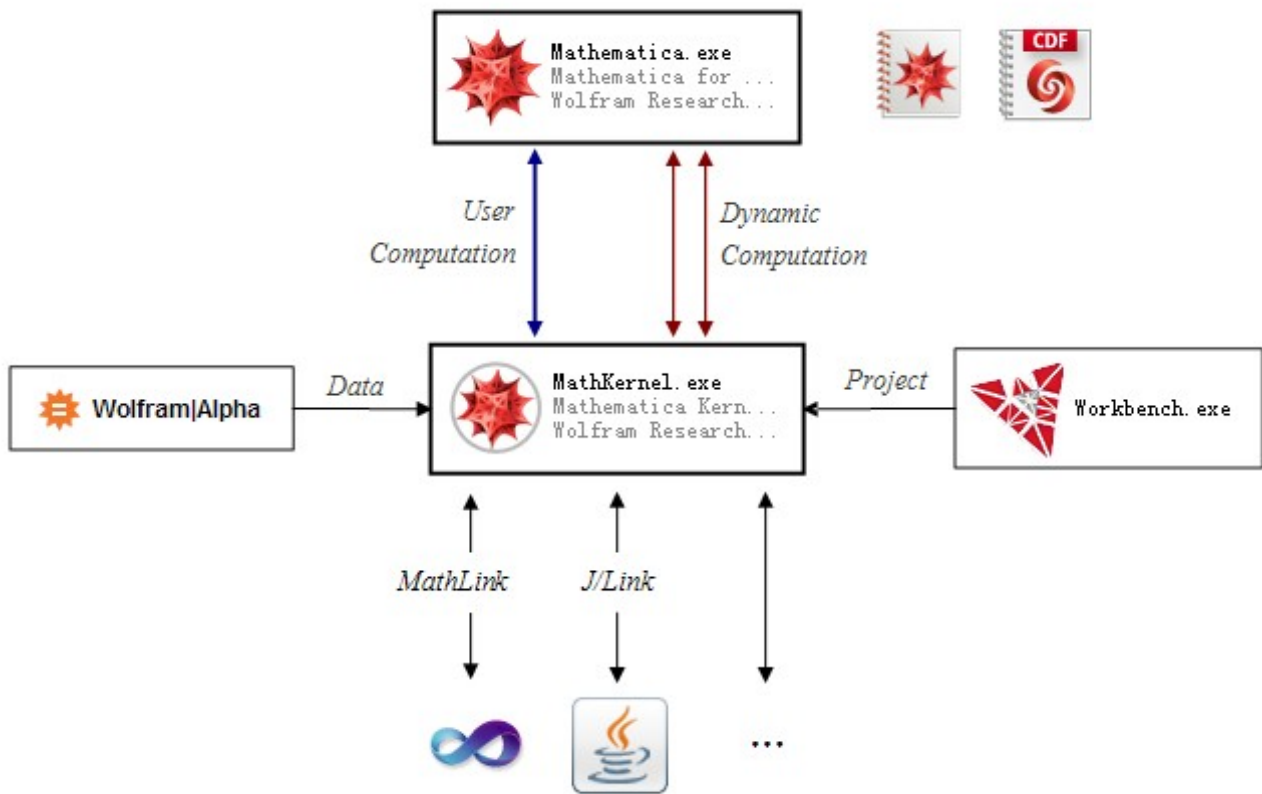 Mathematica.exe
Mathematica for ...
Wolfram Research...
CDF
User
Computation
Dynamic
Computation
Wolfram|Alpha
Data
MathKernel.exe
Mathematica Kern...
Wolfram Research...
Project
Workbench.exe
MathLink
J/Link
...